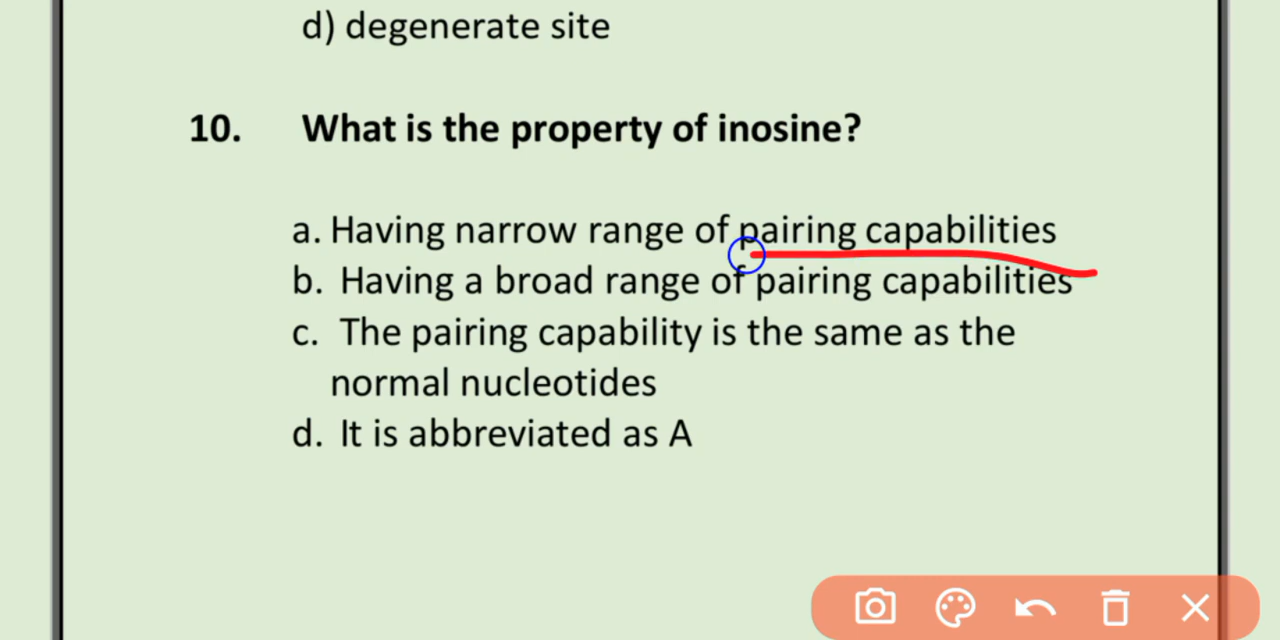 d) degenerate site
10. What is the property of inosine?
a. Having narrow range of pairing capabilities
b. Having a broad range of pairing capabilities
c. The pairing capability is the same as the
normal nucleotides
d. It is abbreviated as A